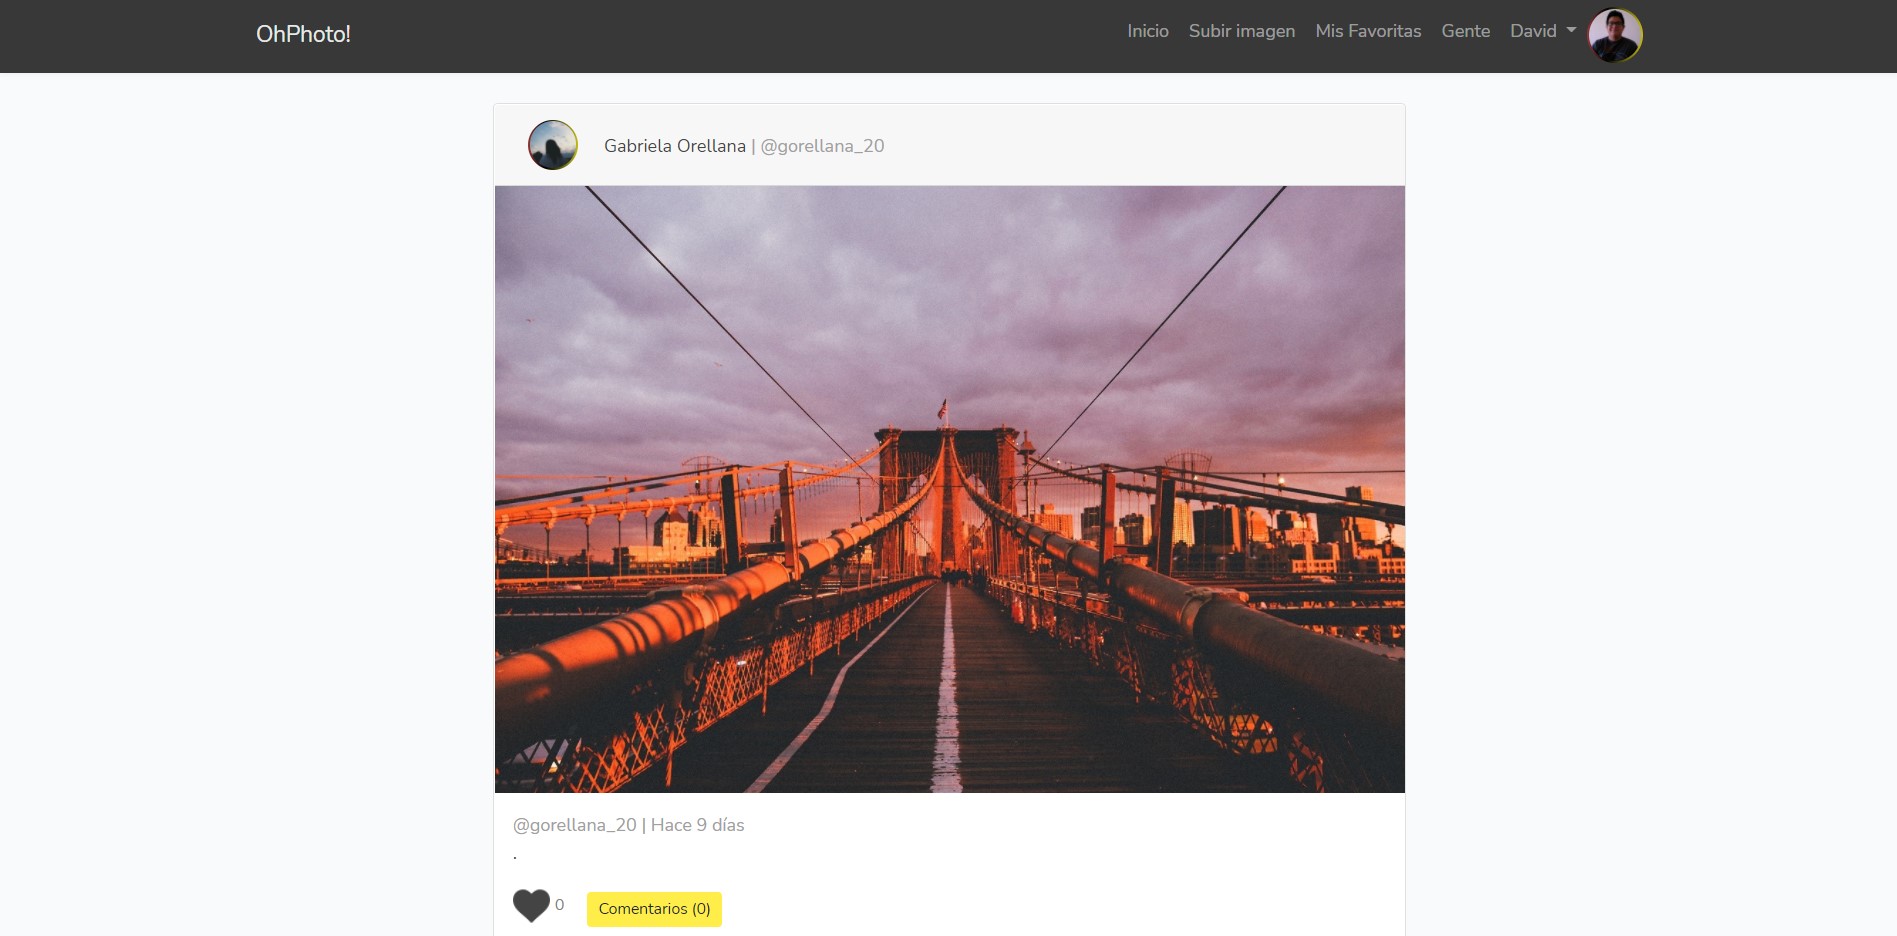 OhPhoto!
Inicio Subir imagen Mis Favoritas Gente David
Gabriela Orellana | @gorellana_20
@gorellana_20 | Hace 9 días
.
0 Comentarios (0)